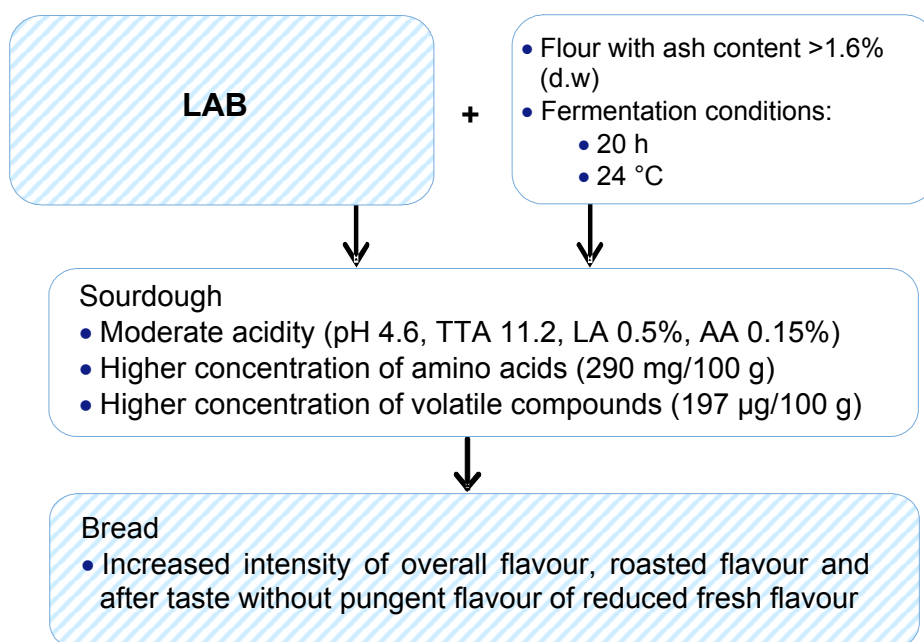 LAB
+
• Flour with ash content >1.6%
(d.w)
• Fermentation conditions:
• 20 h
• 24 °C
Sourdough
• Moderate acidity (pH 4.6, TTA 11.2, LA 0.5%, AA 0.15%)
• Higher concentration of amino acids (290 mg/100 g)
• Higher concentration of volatile compounds (197 µg/100 g)
Bread
• Increased intensity of overall flavour, roasted flavour and
after taste without pungent flavour of reduced fresh flavour